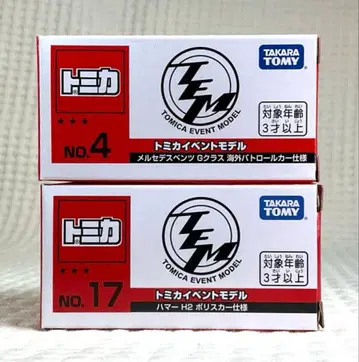 トミカ
NO.4
TEM
TOMICA EVENT MODEL
トミカイベントモデル
メルセデスベンツ Gクラス 海外パトロールカー仕様
TAKARA
TOMY
対象年齢
3才以上
トミカ
NO.17
TEM
TOMICA EVENT MODEL
トミカイベントモデル
ハマー H2 ポリスカー仕様
TAKARA
TOMY
対象年齢
3才以上